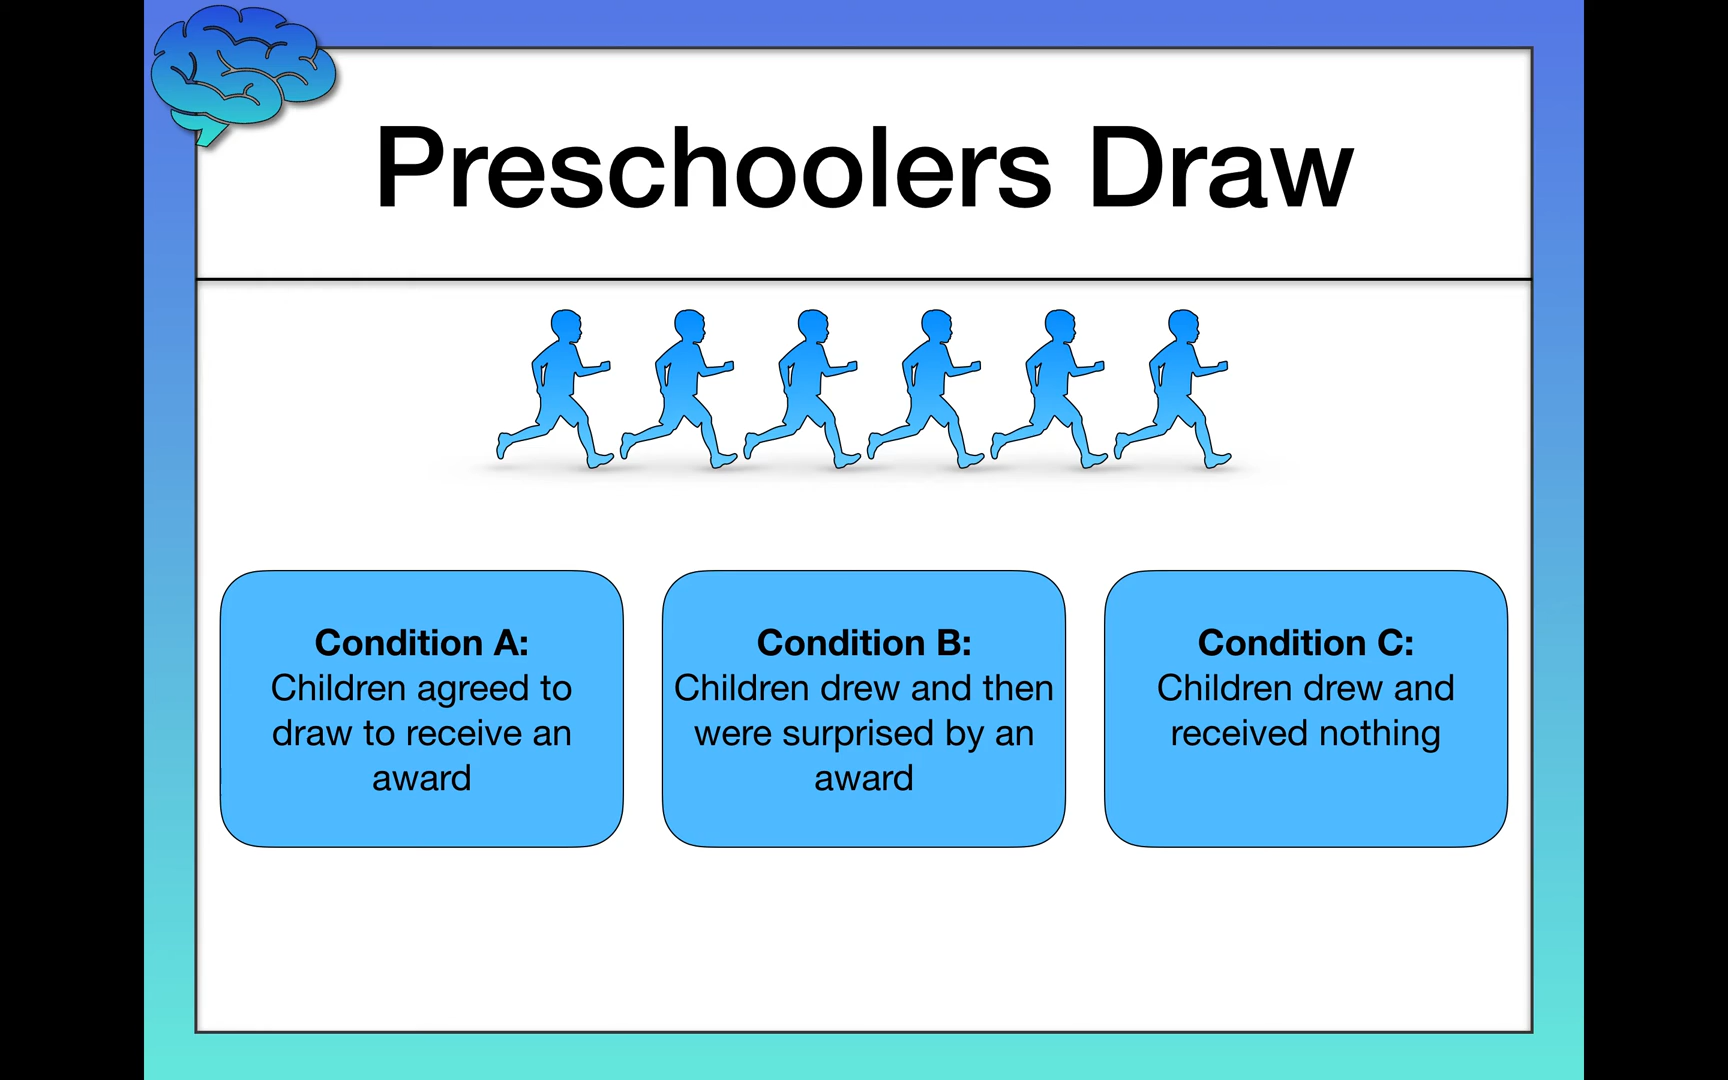 Preschoolers Draw
Condition A:
Children agreed to
draw to receive an
award
Condition B:
Children drew and then
were surprised by an
award
Condition C:
Children drew and
received nothing